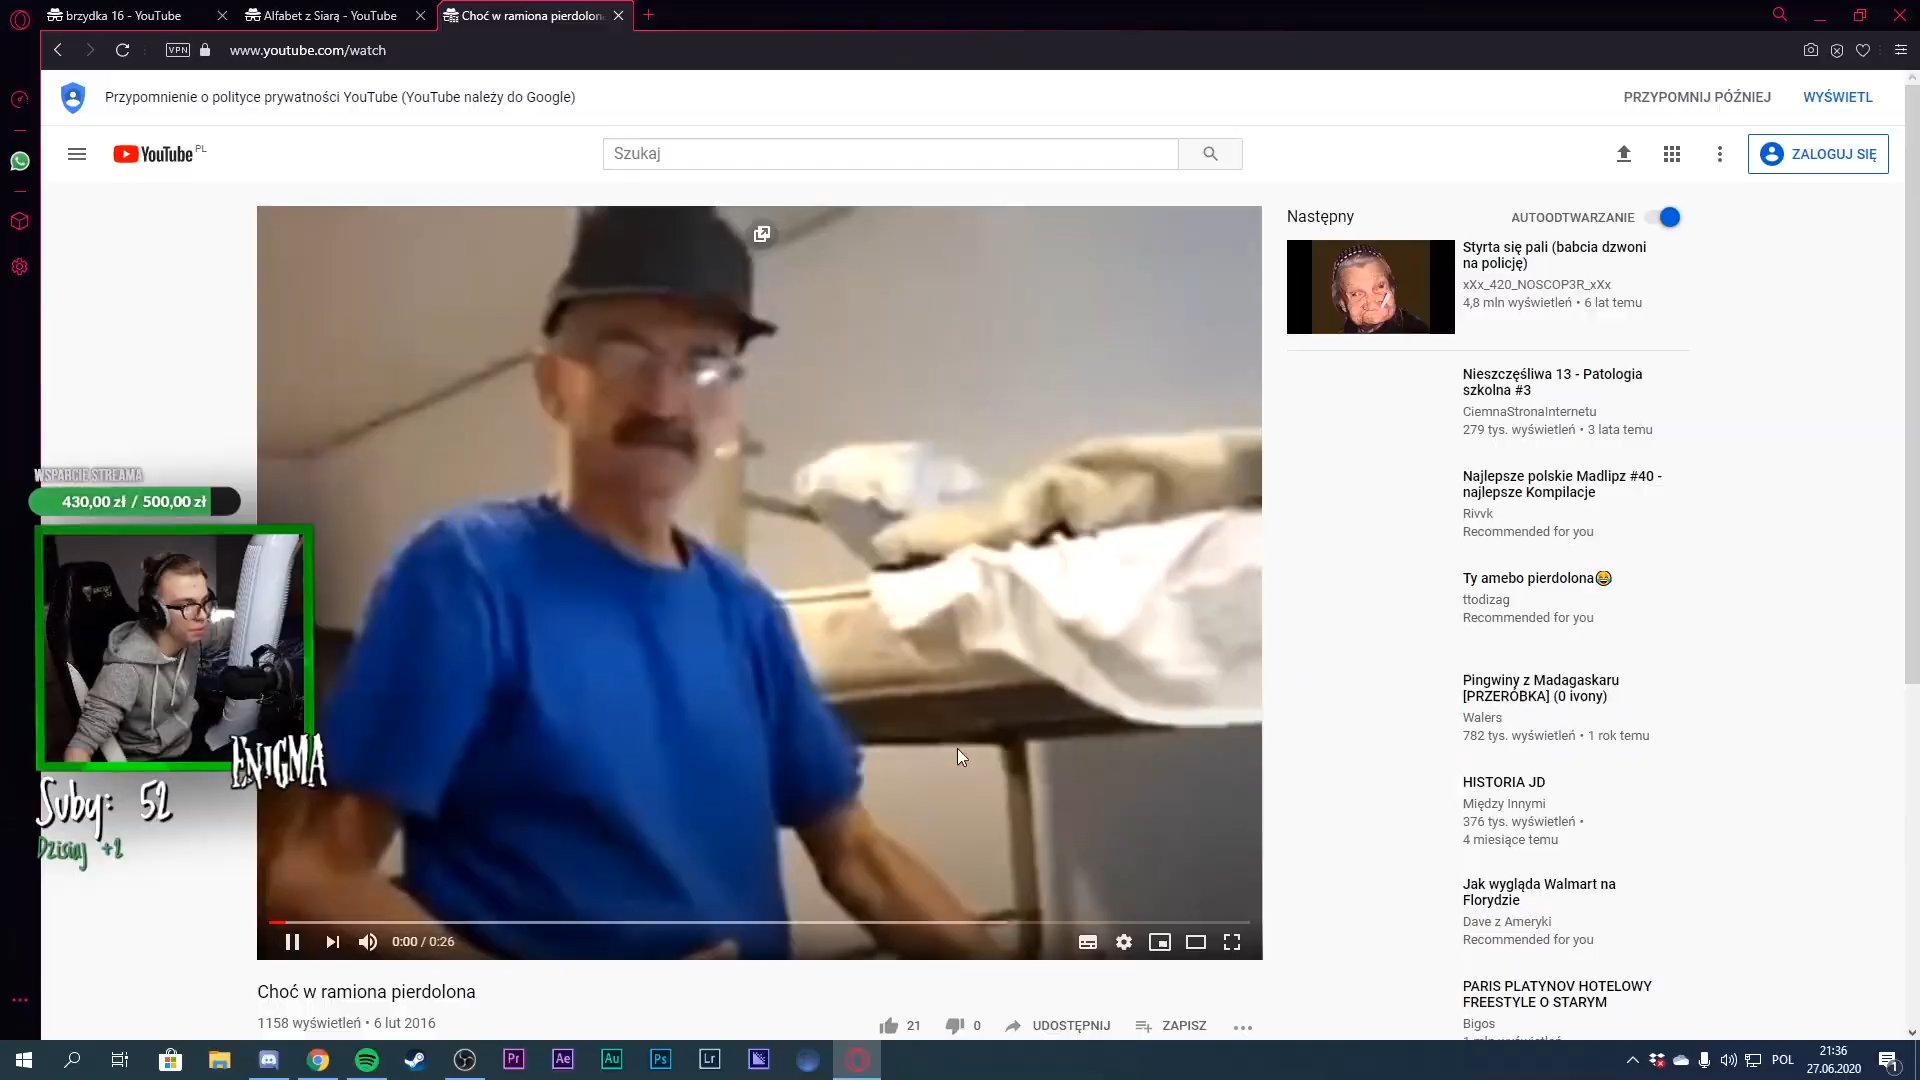 brzydka 16 - YouTube
Alfabet z Siarą - YouTube
Choć w ramiona pierdolon
VPN
www.youtube.com/watch
Przypomnienie o polityce prywatności YouTube (YouTube należy do Google)
PRZYPOMNIJ PÓŹNIEJ
WYŚWIETL
YouTube PL
Szukaj
ZALOGUJ SIĘ
Następny
AUTOODTWARZANIE
Styrta się pali (babcia dzwoni
na policję)
xXx_420_NOSCOP3R_xXx
4,8 mln wyświetleń • 6 lat temu
Nieszczęśliwa 13 - Patologia
szkolna #3
CiemnaStronaInternetu
279 tys. wyświetleń • 3 lata temu
Najlepsze polskie Madlipz #40 -
najlepsze Kompilacje
Rivvk
Recommended for you
Ty amebo pierdolona😂
ttodizag
Recommended for you
Pingwiny z Madagaskaru
[PRZERÓBKA] (0 ivony)
Walers
782 tys. wyświetleń • 1 rok temu
HISTORIA JD
Między Innymi
376 tys. wyświetleń •
4 miesiące temu
Jak wygląda Walmart na
Florydzie
Dave z Ameryki
Recommended for you
PARIS PLATYNOV HOTELOWY
FREESTYLE O STARYM
Bigos
WSPARCIE STREAMA
430,00 zł / 500,00 zł
ENIGMA
Suby: 52
Dzisiaj +2
0:00 / 0:26
Choć w ramiona pierdolona
1158 wyświetleń • 6 lut 2016
21
0
UDOSTĘPNIJ
ZAPISZ
Pr
Ae
Au
Ps
Lr
POL
21:36
27.06.2020
1